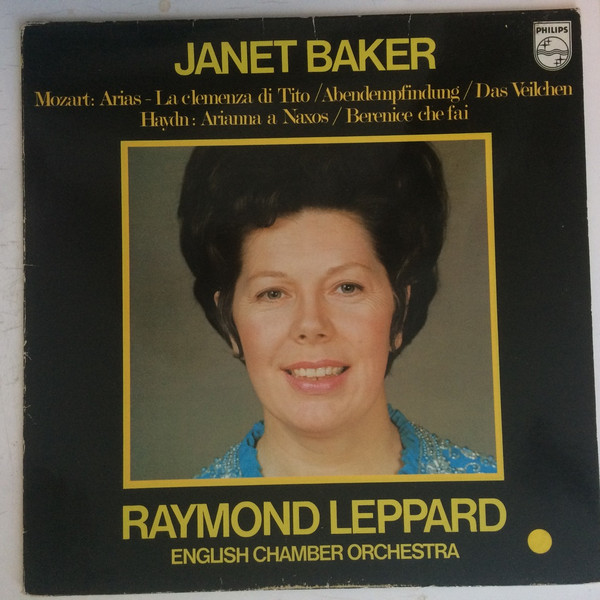 JANET BAKER
PHILIPS
Mozart: Arias - La clemenza di Tito / Abendempfindung / Das Veilchen
Haydn: Arianna a Naxos / Berenice che fai
RAYMOND LEPPARD
ENGLISH CHAMBER ORCHESTRA